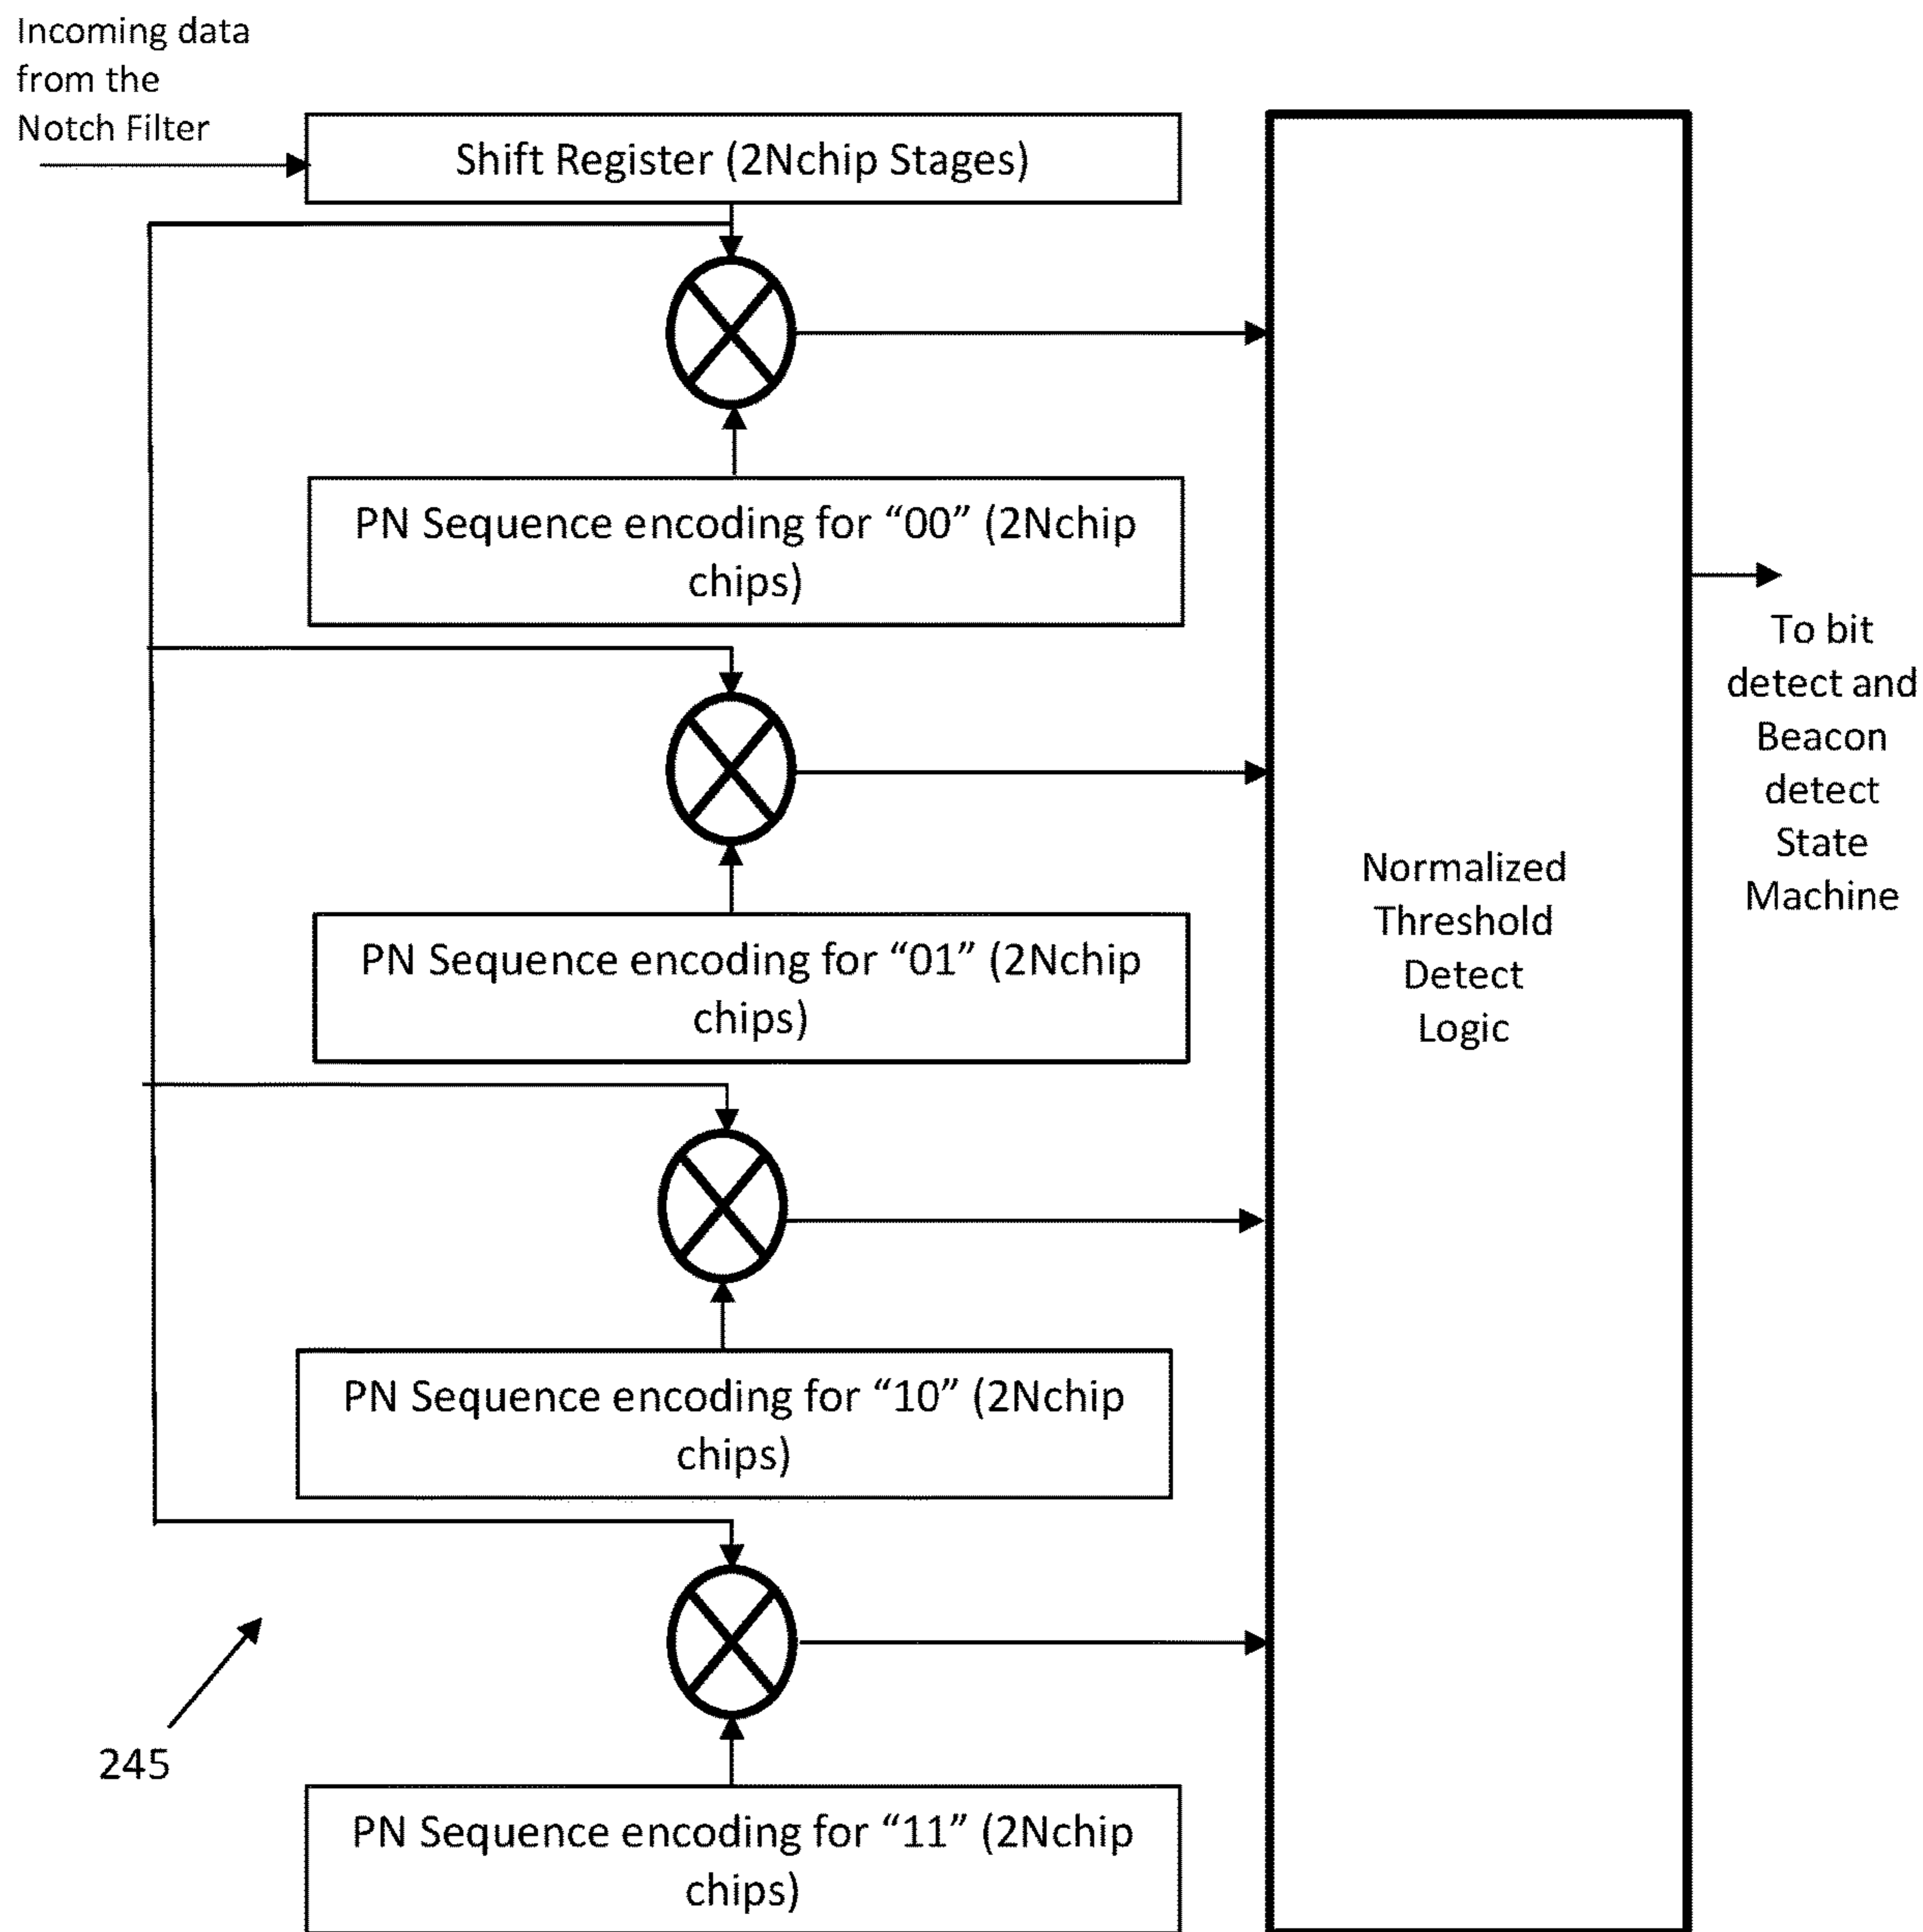 Incoming data
from the
Notch Filter
Shift Register (2Nchip Stages)
PN Sequence encoding for “00” (2Nchip
chips)
To bit
detect and
Beacon
detect
State
Machine
Normalized
Threshold
Detect
Logic
PN Sequence encoding for “01” (2Nchip
chips)
PN Sequence encoding for “10” (2Nchip
chips)
245
PN Sequence encoding for “11” (2Nchip
chips)